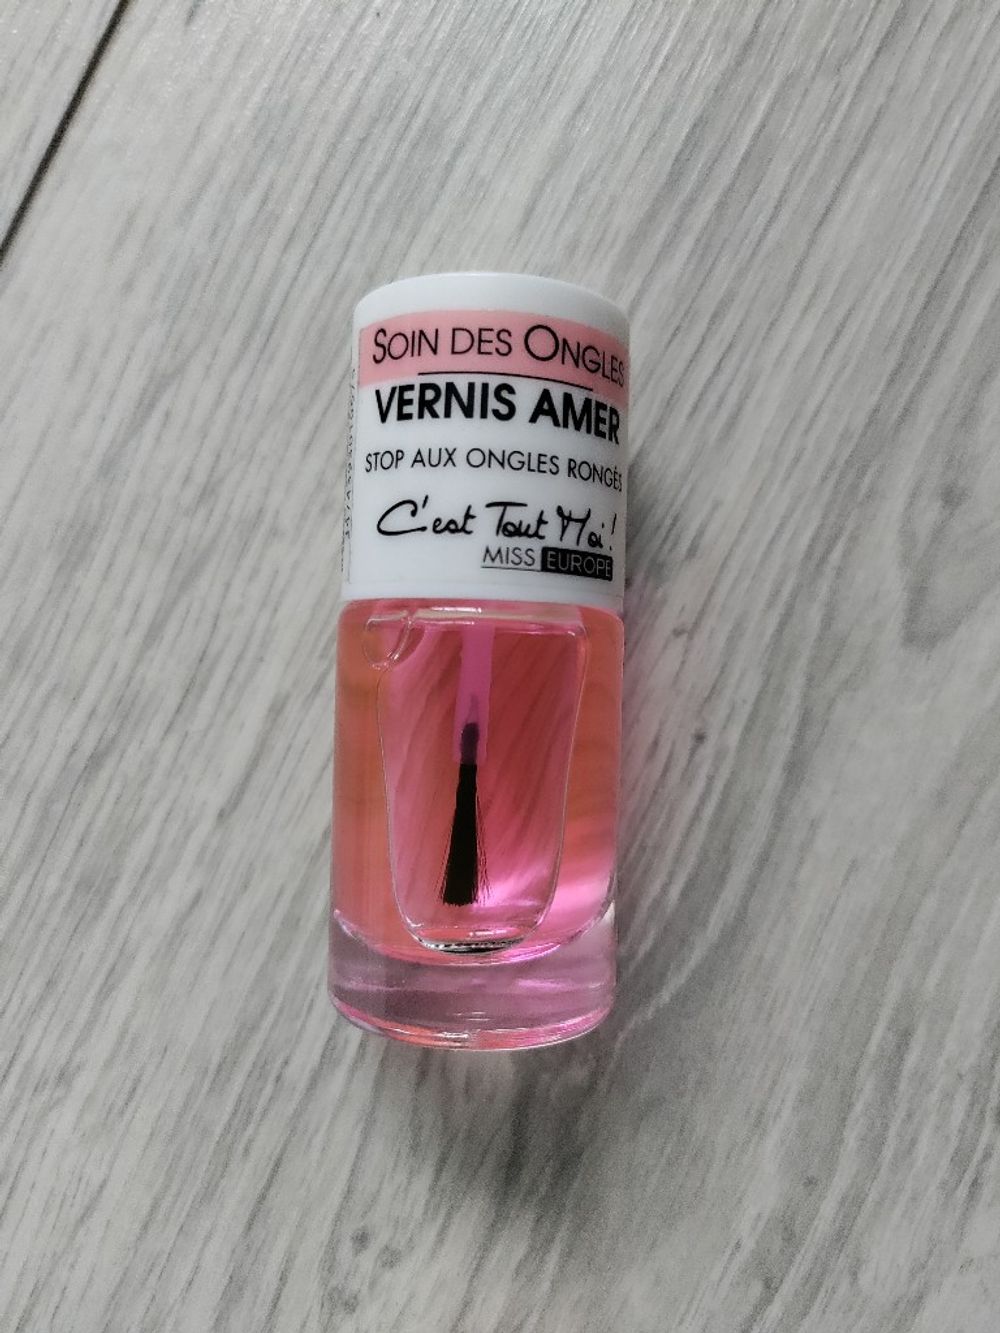 SOIN DES ONGLES
VERNIS AMER
STOP AUX ONGLES RONGÉS
C'est Tout Moi!
MISS EUROPE